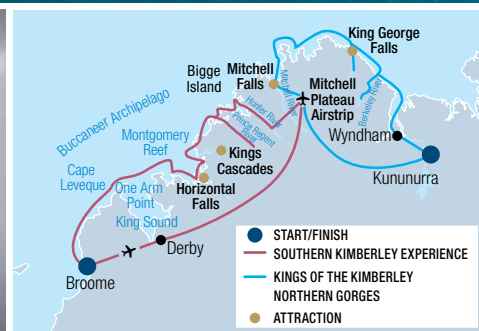 King George
Falls
Bigge
Island
Mitchell
Falls
Mitchell River
Mitchell
Plateau
Airstrip
Berkeley River
Buccaneer Archipelago
Hunter River
Prince Regent
River
Montgomery
Reef
Wyndham
Kings
Cascades
Cape
Leveque
Kununurra
One Arm
Point
Horizontal
Falls
King Sound
Derby
Broome
START/FINISH
SOUTHERN KIMBERLEY EXPERIENCE
KINGS OF THE KIMBERLEY
NORTHERN GORGES
ATTRACTION